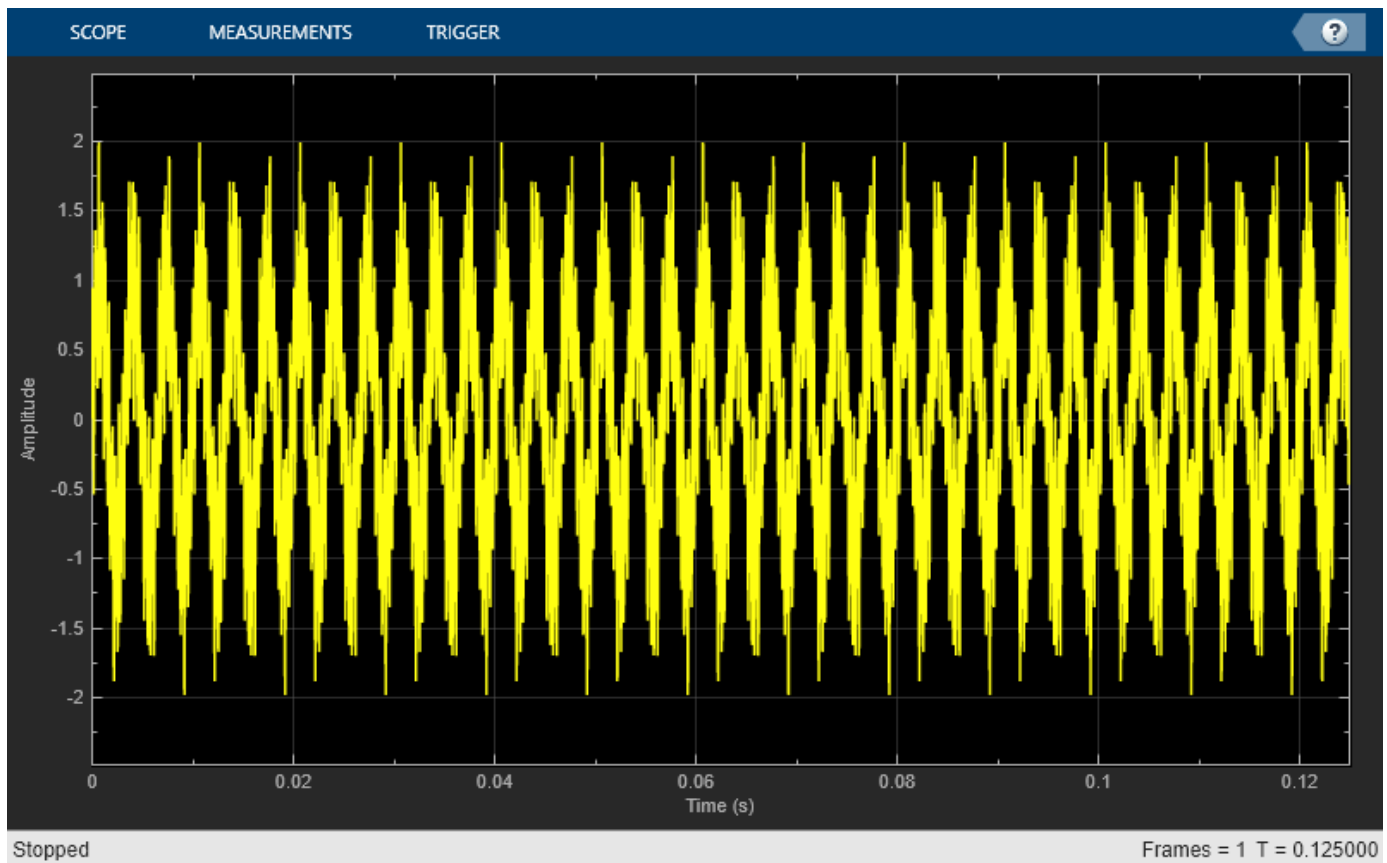 SCOPE MEASUREMENTS TRIGGER ?
2
1.5
1
0.5
0
-0.5
-1
-1.5
-2
Amplitude
0 0.02 0.04 0.06 0.08 0.1 0.12
Time (s)
Stopped Frames = 1 T = 0.125000